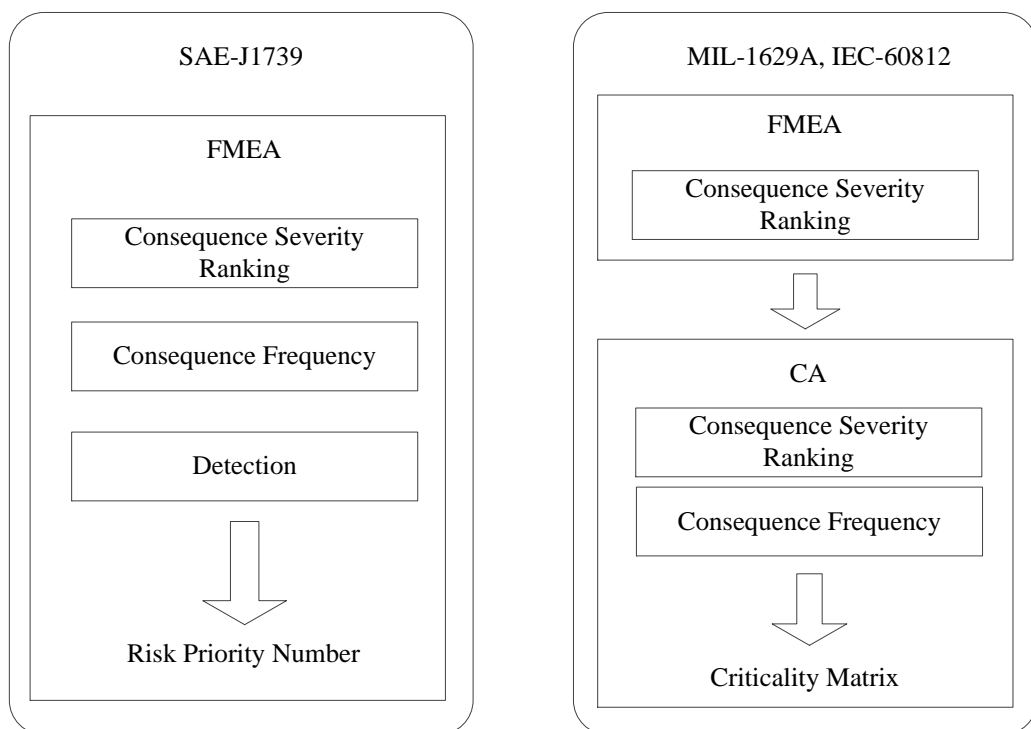 SAE-J1739
FMEA
Consequence Severity
Ranking
Consequence Frequency
Detection
Risk Priority Number
MIL-1629A, IEC-60812
FMEA
Consequence Severity
Ranking
CA
Consequence Severity
Ranking
Consequence Frequency
Criticality Matrix